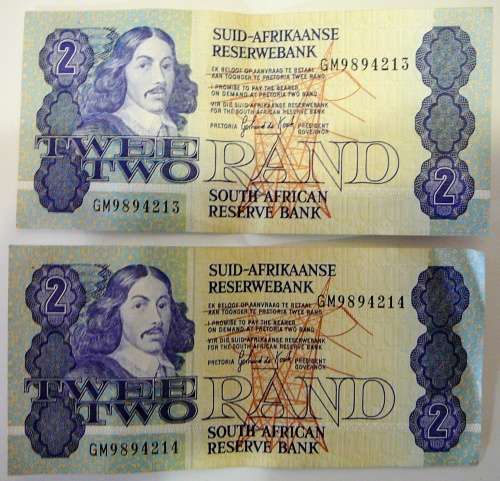 2
SUID-AFRIKAANSE
RESERWEBANK
GM9894213
EK BELOOF OP AANVRAAG TE BETAAL
AAN TOONDER TE PRETORIA TWEE RAND
I PROMISE TO PAY THE BEARER
ON DEMAND AT PRETORIA TWO RAND
VIR DIE SUID-AFRIKAANSE RESERWEBANK
FOR THE SOUTH AFRICAN RESERVE BANK
PRETORIA PRESIDENT
GOVERNOR
TWEE
TWO RAND
2
GM9894213
SOUTH AFRICAN
RESERVE BANK
2
SUID-AFRIKAANSE
RESERWEBANK
GM9894214
EK BELOOF OP AANVRAAG TE BETAAL
AAN TOONDER TE PRETORIA TWEE RAND
I PROMISE TO PAY THE BEARER
ON DEMAND AT PRETORIA TWO RAND
VIR DIE SUID-AFRIKAANSE RESERWEBANK
FOR THE SOUTH AFRICAN RESERVE BANK
PRETORIA PRESIDENT
GOVERNOR
TWEE
TWO RAND
2
GM9894214
SOUTH AFRICAN
RESERVE BANK